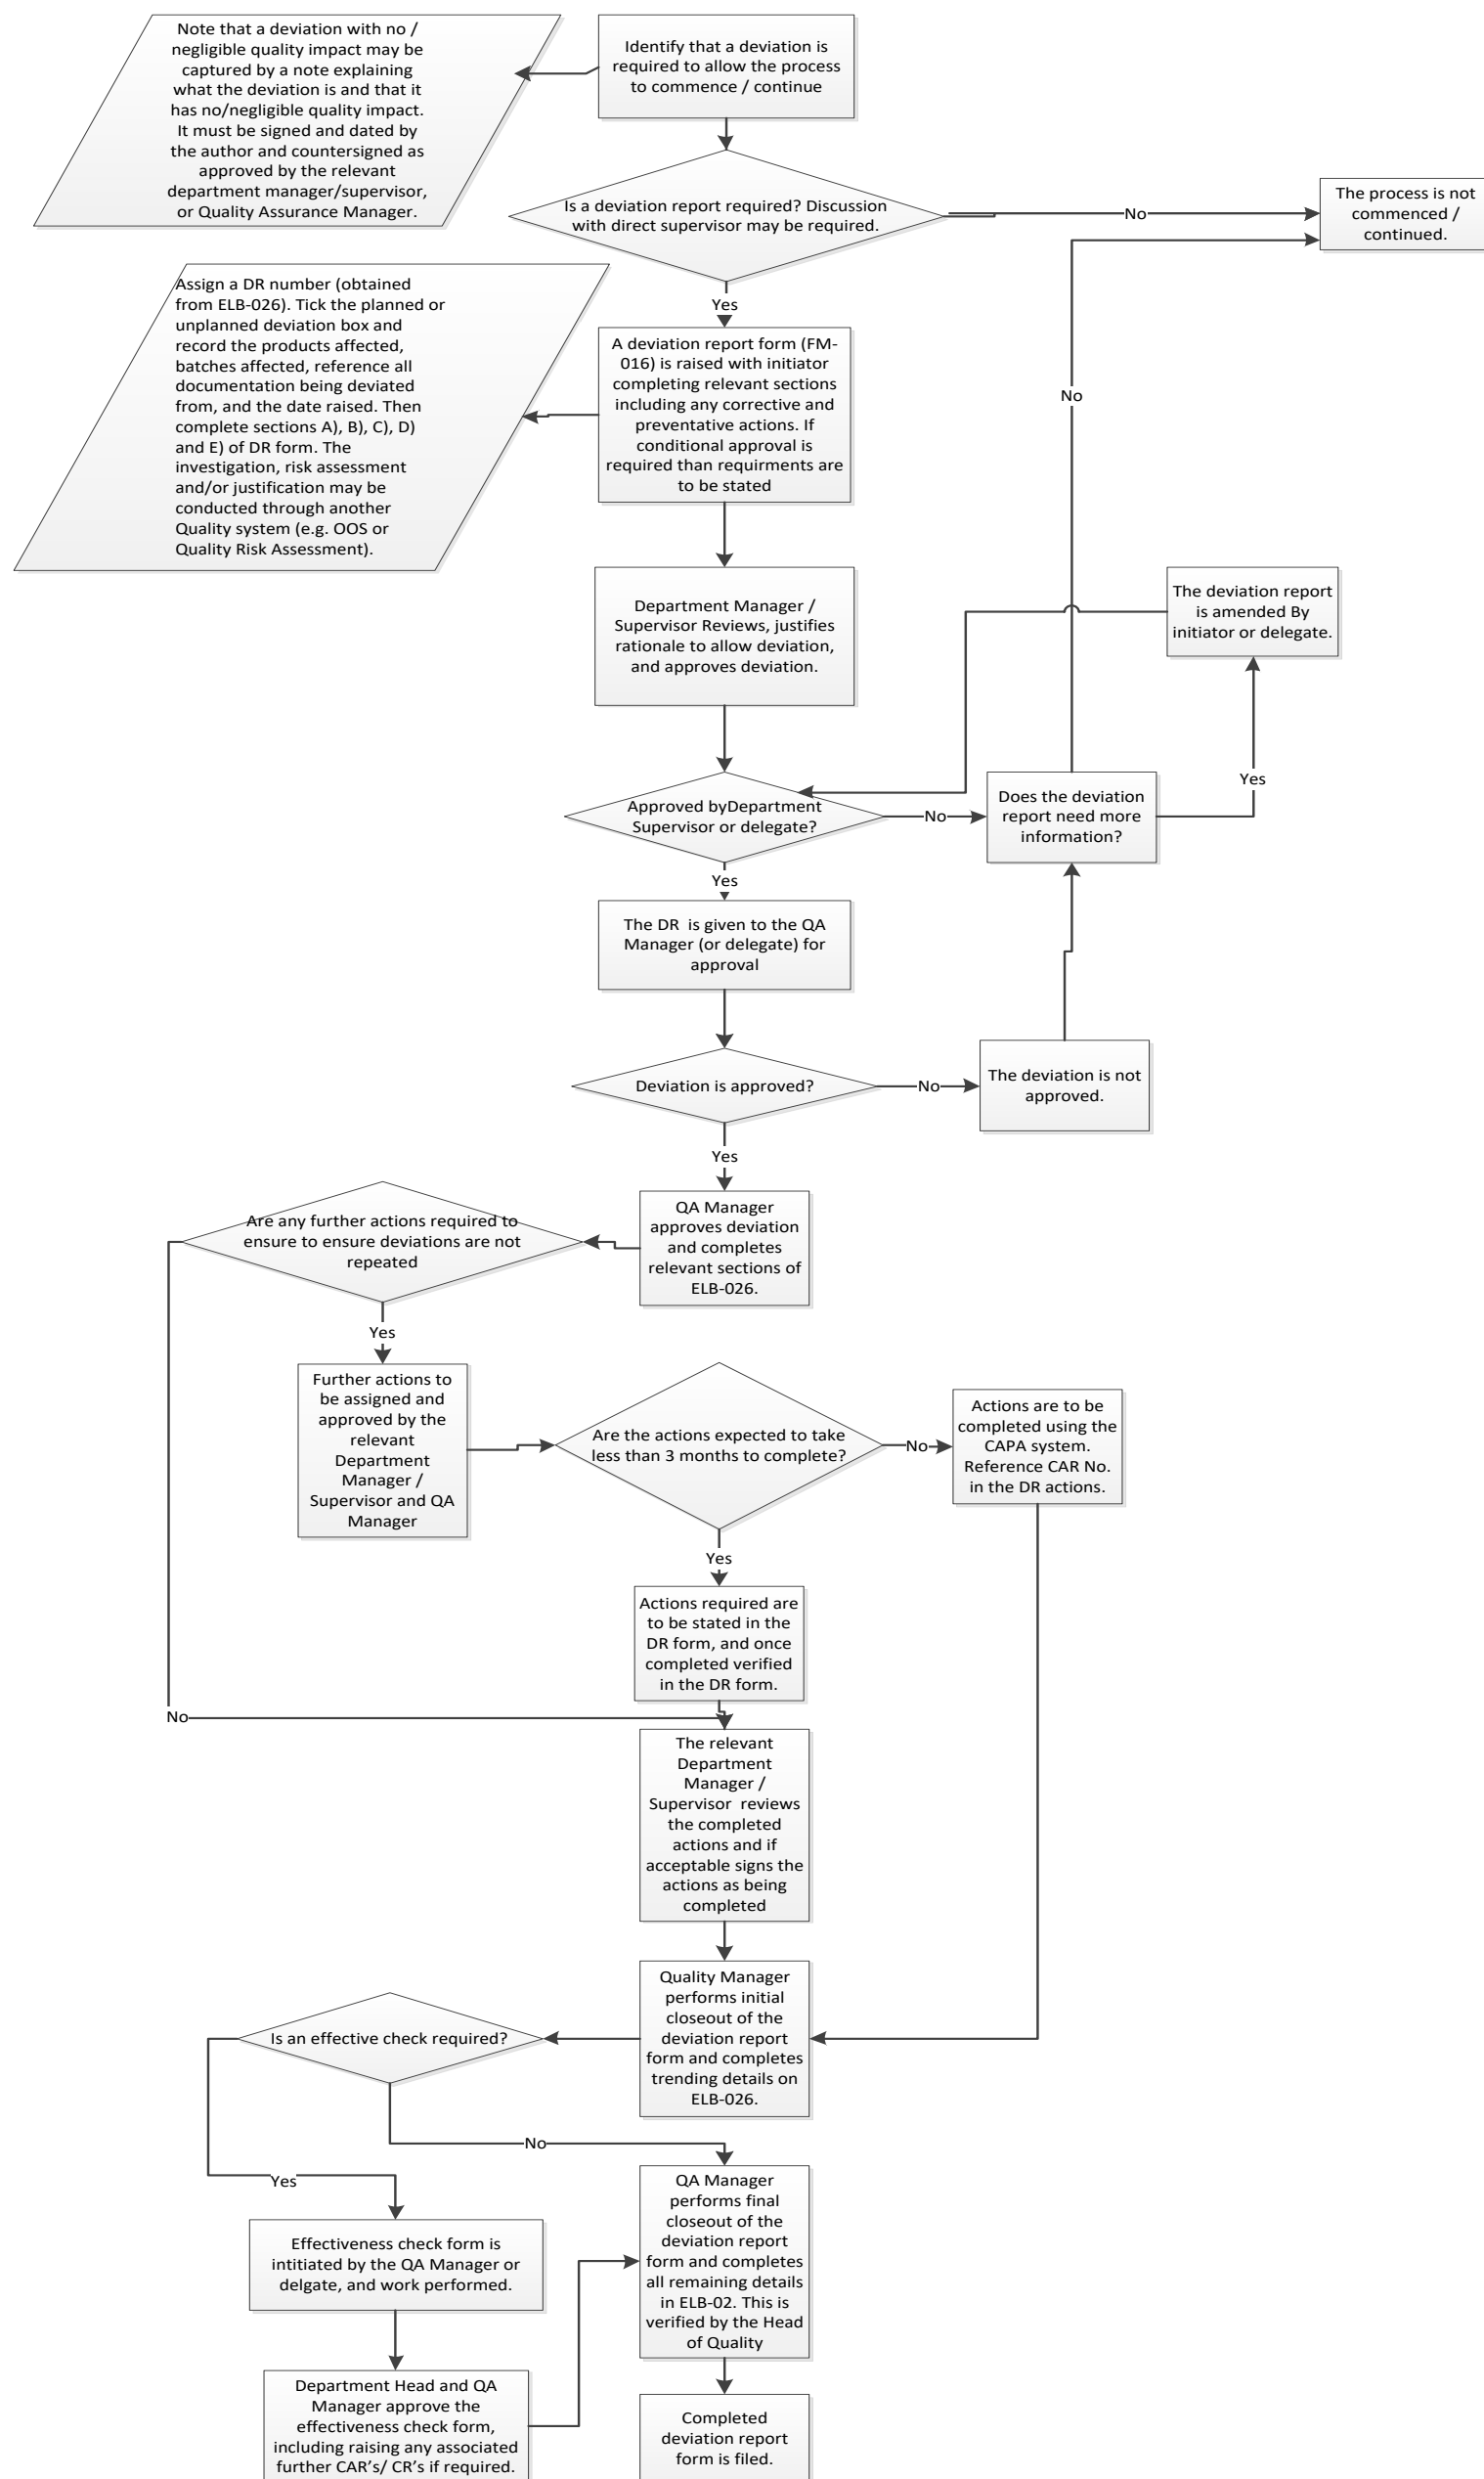 Note that a deviation with no /
negligible quality impact may be
captured by a note explaining
what the deviation is and that it
has no/negligible quality impact.
It must be signed and dated by
the author and countersigned as
approved by the relevant
department manager/supervisor,
or Quality Assurance Manager.
Identify that a deviation is
required to allow the process
to commence / continue
Is a deviation report required? Discussion
with direct supervisor may be required.
No
The process is not
commenced /
continued.
Yes
Assign a DR number (obtained
from ELB-026). Tick the planned or
unplanned deviation box and
record the products affected,
batches affected, reference all
documentation being deviated
from, and the date raised. Then
complete sections A), B), C), D)
and E) of DR form. The
investigation, risk assessment
and/or justification may be
conducted through another
Quality system (e.g. OOS or
Quality Risk Assessment).
A deviation report form (FM-
016) is raised with initiator
completing relevant sections
including any corrective and
preventative actions. If
conditional approval is
required than requirments are
to be stated
No
Department Manager /
Supervisor Reviews, justifies
rationale to allow deviation,
and approves deviation.
The deviation report
is amended By
initiator or delegate.
Yes
Approved byDepartment
Supervisor or delegate?
No
Does the deviation
report need more
information?
Yes
The DR  is given to the QA
Manager (or delegate) for
approval
Deviation is approved?
No
The deviation is not
approved.
Yes
QA Manager
approves deviation
and completes
relevant sections of
ELB-026.
Are any further actions required to
ensure to ensure deviations are not
repeated
Yes
Further actions to
be assigned and
approved by the
relevant
Department
Manager /
Supervisor and QA
Manager
Are the actions expected to take
less than 3 months to complete?
No
Actions are to be
completed using the
CAPA system.
Reference CAR No.
in the DR actions.
Yes
Actions required are
to be stated in the
DR form, and once
completed verified
in the DR form.
No
The relevant
Department
Manager /
Supervisor  reviews
the completed
actions and if
acceptable signs the
actions as being
completed
Quality Manager
performs initial
closeout of the
deviation report
form and completes
trending details on
ELB-026.
Is an effective check required?
No
Yes
QA Manager
performs final
closeout of the
deviation report
form and completes
all remaining details
in ELB-02. This is
verified by the Head
of Quality
Effectiveness check form is
intitiated by the QA Manager or
delgate, and work performed.
Department Head and QA
Manager approve the
effectiveness check form,
including raising any associated
further CAR's/ CR's if required.
Completed
deviation report
form is filed.